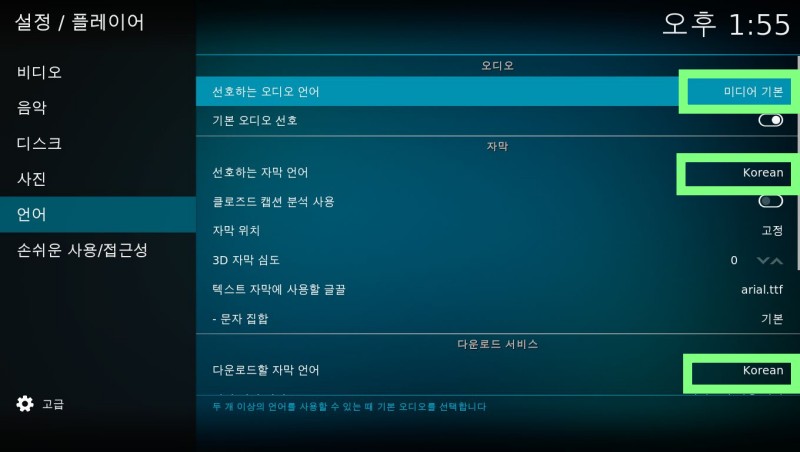 설정 / 플레이어
오후 1:55
비디오
음악
디스크
사진
언어
손쉬운 사용/접근성
고급
오디오
선호하는 오디오 언어 미디어 기본
기본 오디오 선호
자막
선호하는 자막 언어 Korean
클로즈드 캡션 분석 사용
자막 위치 고정
3D 자막 심도 0
텍스트 자막에 사용할 글꼴 arial.ttf
- 문자 집합 기본
다운로드 서비스
다운로드할 자막 언어 Korean
두 개 이상의 언어를 사용할 수 있는 때 기본 오디오를 선택합니다